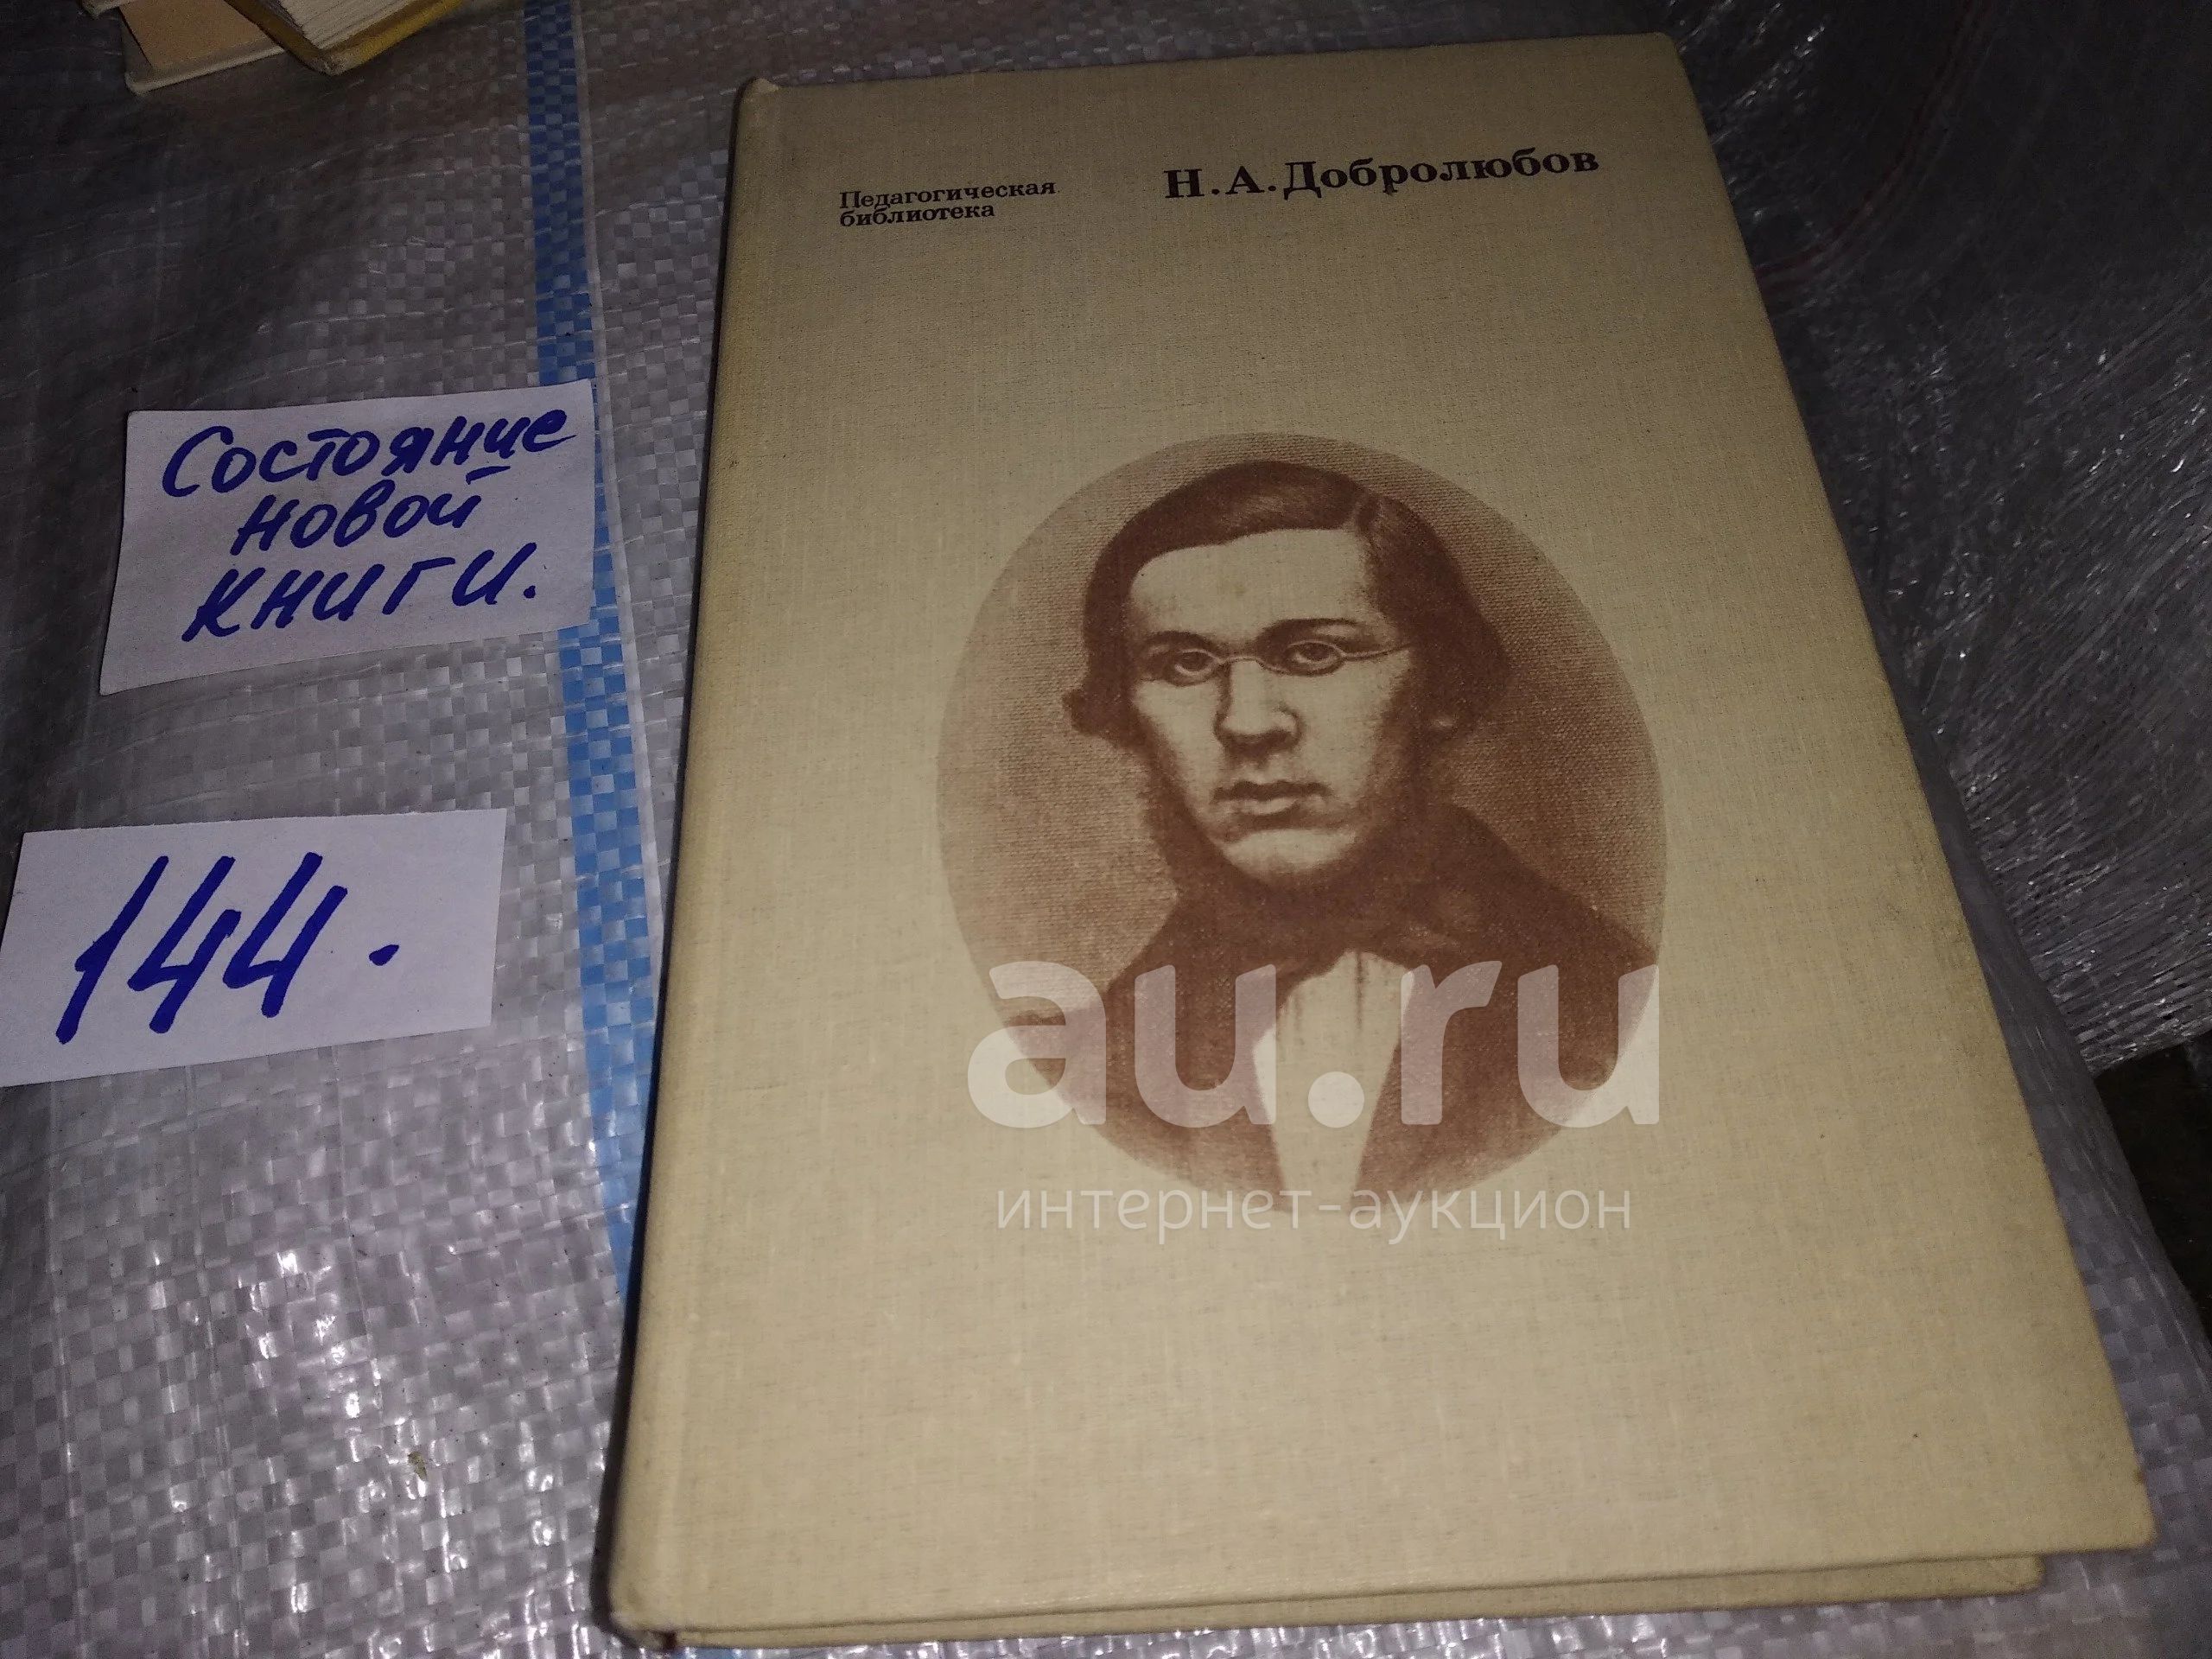 Педагогическая
библиотека
Н.А.Добролюбов
Состояние
новой
книги.
144.
au.ru
интернет-аукцион